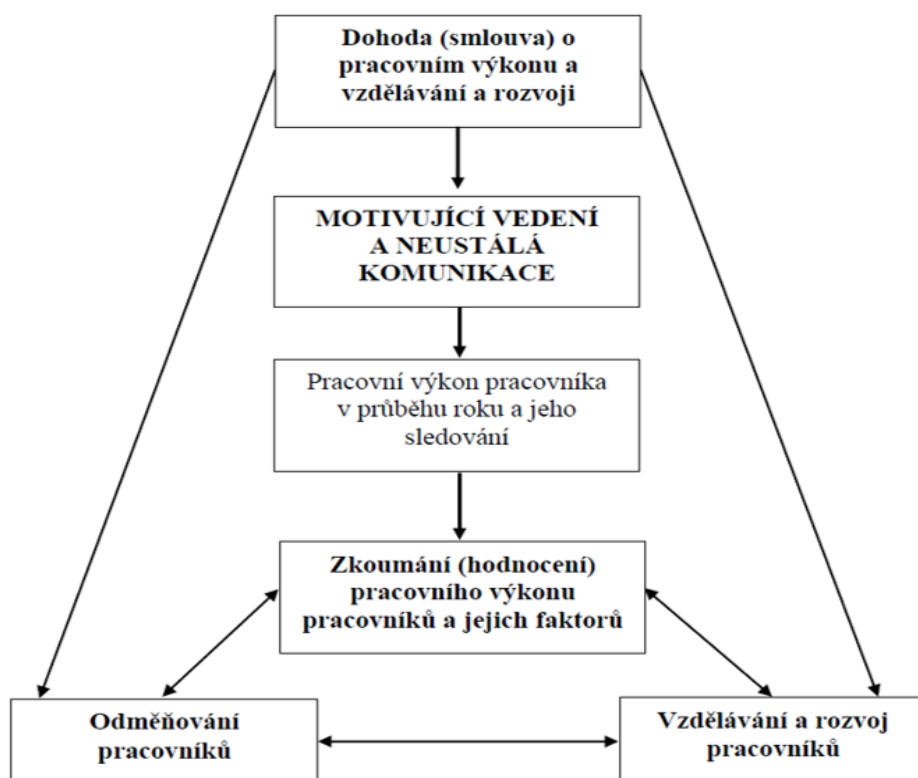 Dohoda (smlouva) o
pracovním výkonu a
vzdělávání a rozvoji
MOTIVUJÍCÍ VEDENÍ
A NEUSTÁLÁ
KOMUNIKACE
Pracovní výkon pracovníka
v průběhu roku a jeho
sledování
Zkoumání (hodnocení)
pracovního výkonu
pracovníků a jejich faktorů
Odměňování
pracovníků
Vzdělávání a rozvoj
pracovníků